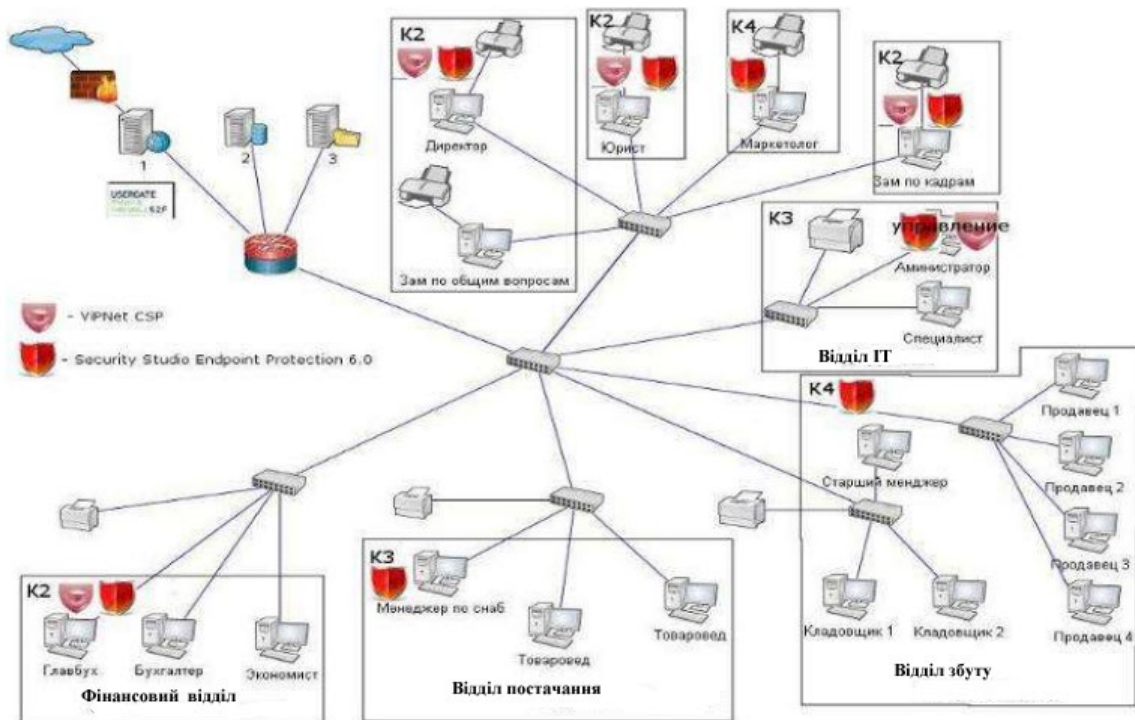 К2
Директор
Зам по общим вопросам
К2
Юрист
К4
Маркетолог
К2
Зам по кадрам
1
2
3
USERGATE
К3
управление
Аминистратор
Специалист
Відділ ІТ
- ViPNet CSP
- Security Studio Endpoint Protection 6.0
К4
Старший менджер
Продавец 1
Продавец 2
Продавец 3
Продавец 4
Кладовщик 1
Кладовщик 2
Відділ збуту
К2
Главбух
Бухгалтер
Экономист
Фінансовий відділ
К3
Менеджер по снаб
Товаровед
Товаровед
Відділ постачання